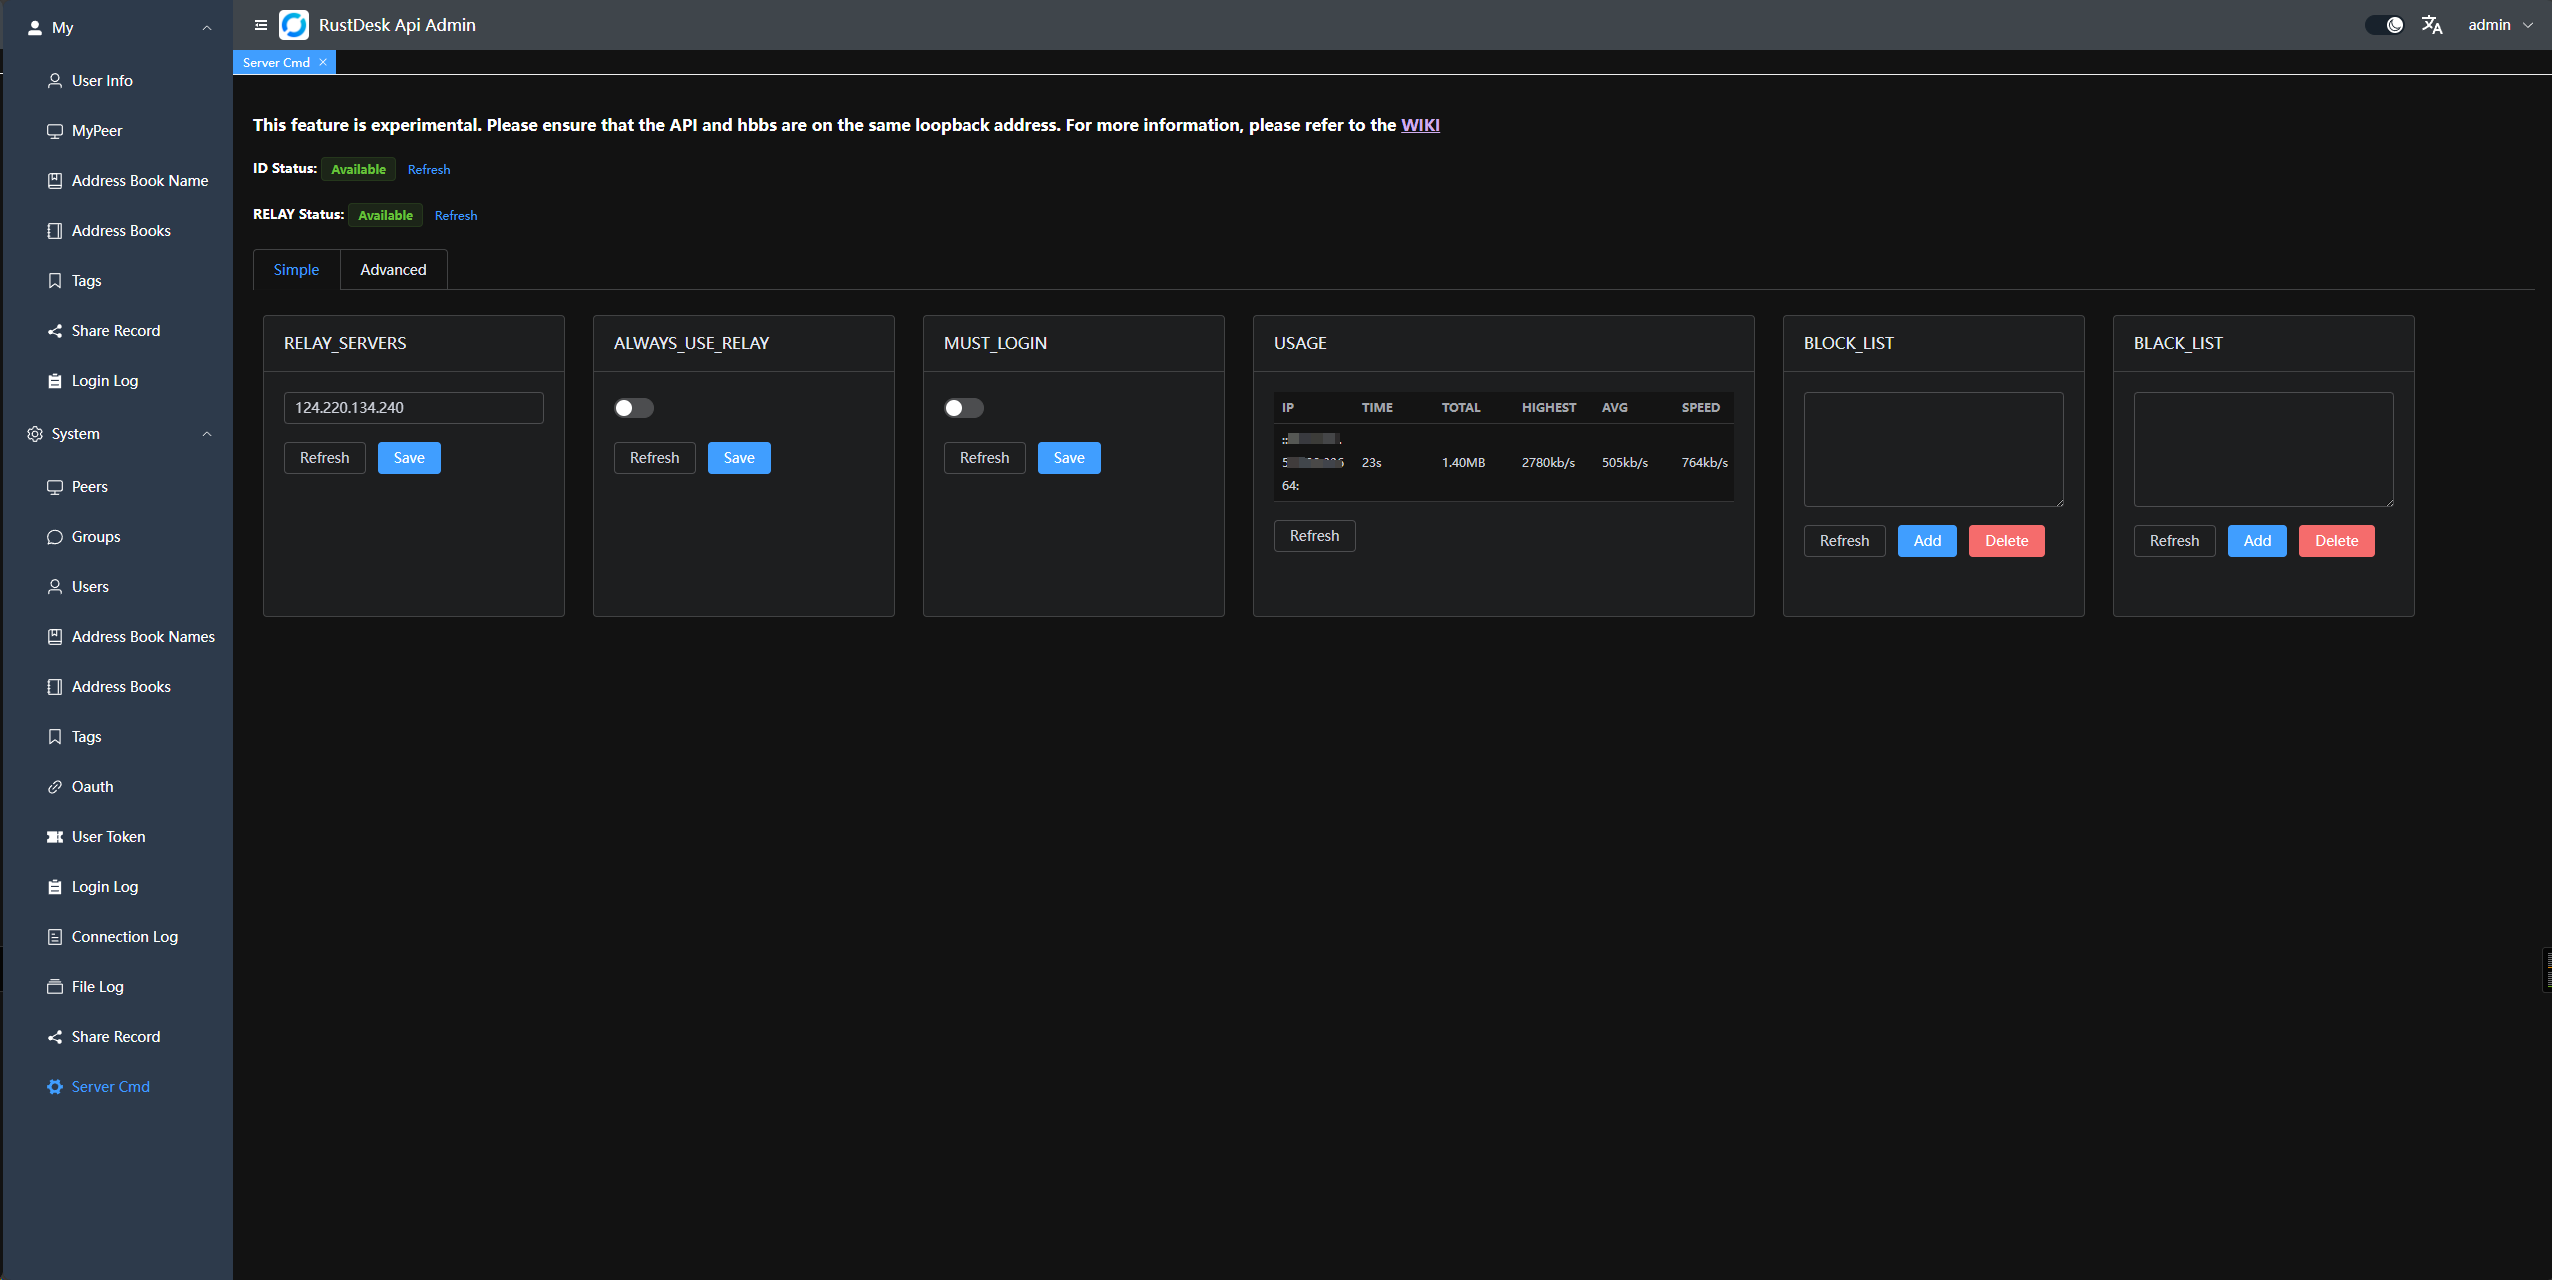 My
User Info
MyPeer
Address Book Name
Address Books
Tags
Share Record
Login Log
System
Peers
Groups
Users
Address Book Names
Address Books
Tags
Oauth
User Token
Login Log
Connection Log
File Log
Share Record
Server Cmd
RustDesk Api Admin
admin
Server Cmd
This feature is experimental. Please ensure that the API and hbbs are on the same loopback address. For more information, please refer to the WIKI
ID Status: Available Refresh
RELAY Status: Available Refresh
Simple Advanced
RELAY_SERVERS
124.220.134.240
Refresh Save
ALWAYS_USE_RELAY
Refresh Save
MUST_LOGIN
Refresh Save
USAGE
IP TIME TOTAL HIGHEST AVG SPEED
23s 1.40MB 2780kb/s 505kb/s 764kb/s
64:
Refresh
BLOCK_LIST
Refresh Add Delete
BLACK_LIST
Refresh Add Delete